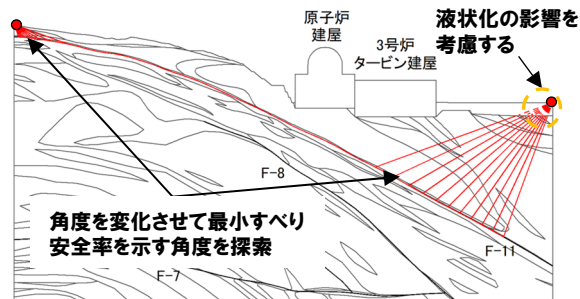 原子炉
建屋
3号炉
タービン建屋
液状化の影響を
考慮する
F-8
角度を変化させて最小すべり
安全率を示す角度を探索
F-11
F-7